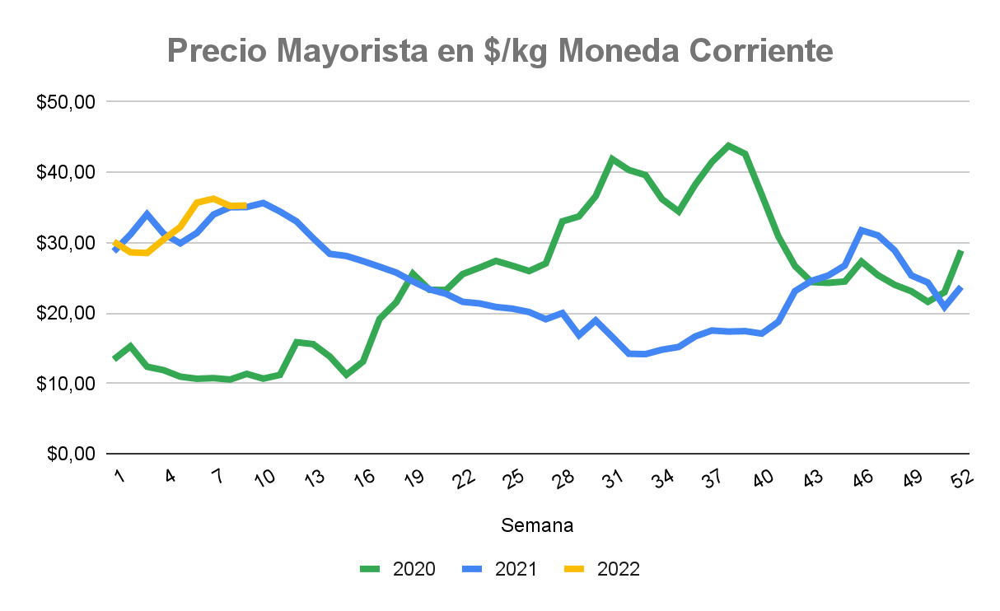 Precio Mayorista en $/kg Moneda Corriente
$50,00
$40,00
$30,00
$20,00
$10,00
$0,00
1 4 7 10 13 16 19 22 25 28 31 34 37 40 43 46 49 52
Semana
2020 2021 2022